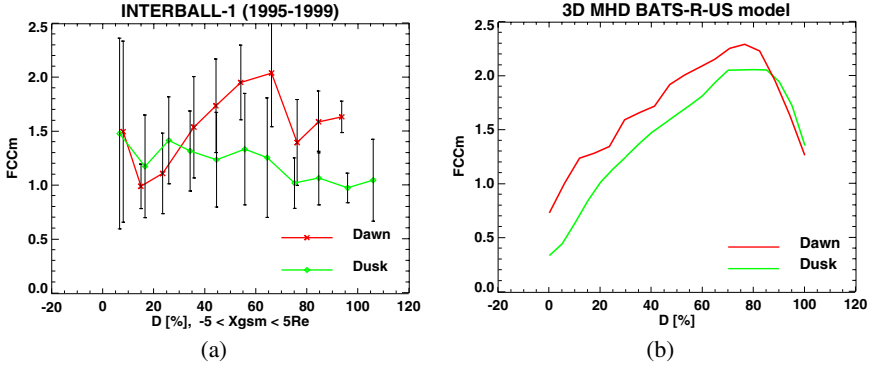 INTERBALL-1 (1995-1999)
FCCm
2.5
2.0
1.5
1.0
0.5
0.0
Dawn
Dusk
-20 0 20 40 60 80 100 120
D [%], -5 < Xgsm < 5Re
(a)
3D MHD BATS-R-US model
FCCm
2.5
2.0
1.5
1.0
0.5
0.0
Dawn
Dusk
-20 0 20 40 60 80 100 120
D [%]
(b)